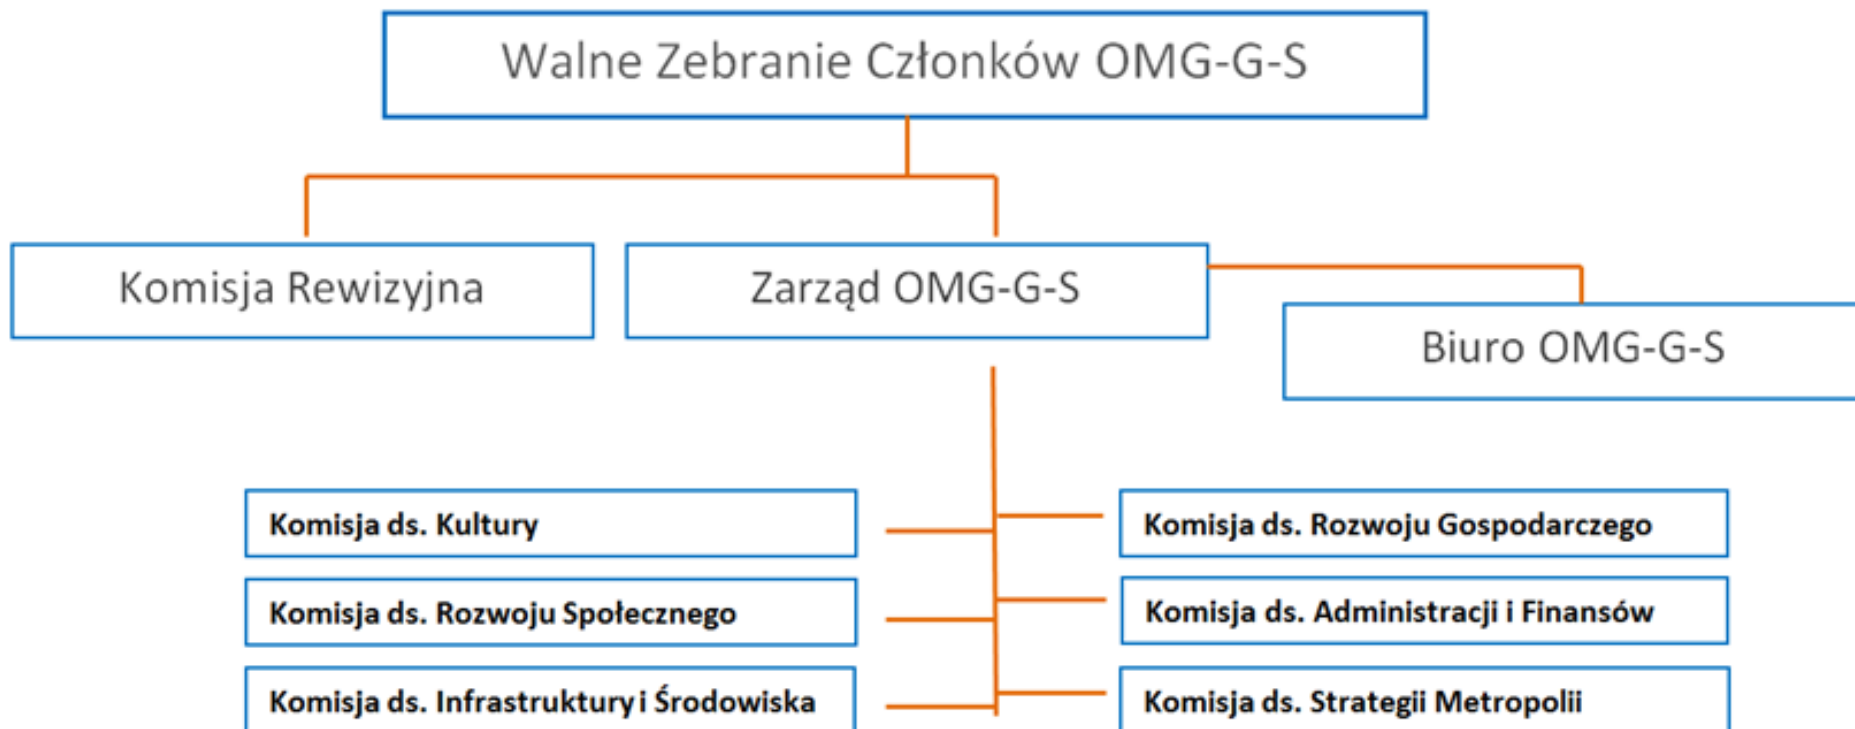 Walne Zebranie Członków OMG-G-S
Komisja Rewizyjna
Zarząd OMG-G-S
Biuro OMG-G-S
Komisja ds. Kultury
Komisja ds. Rozwoju Gospodarczego
Komisja ds. Rozwoju Społecznego
Komisja ds. Administracji i Finansów
Komisja ds. Infrastruktury i Środowiska
Komisja ds. Strategii Metropolii